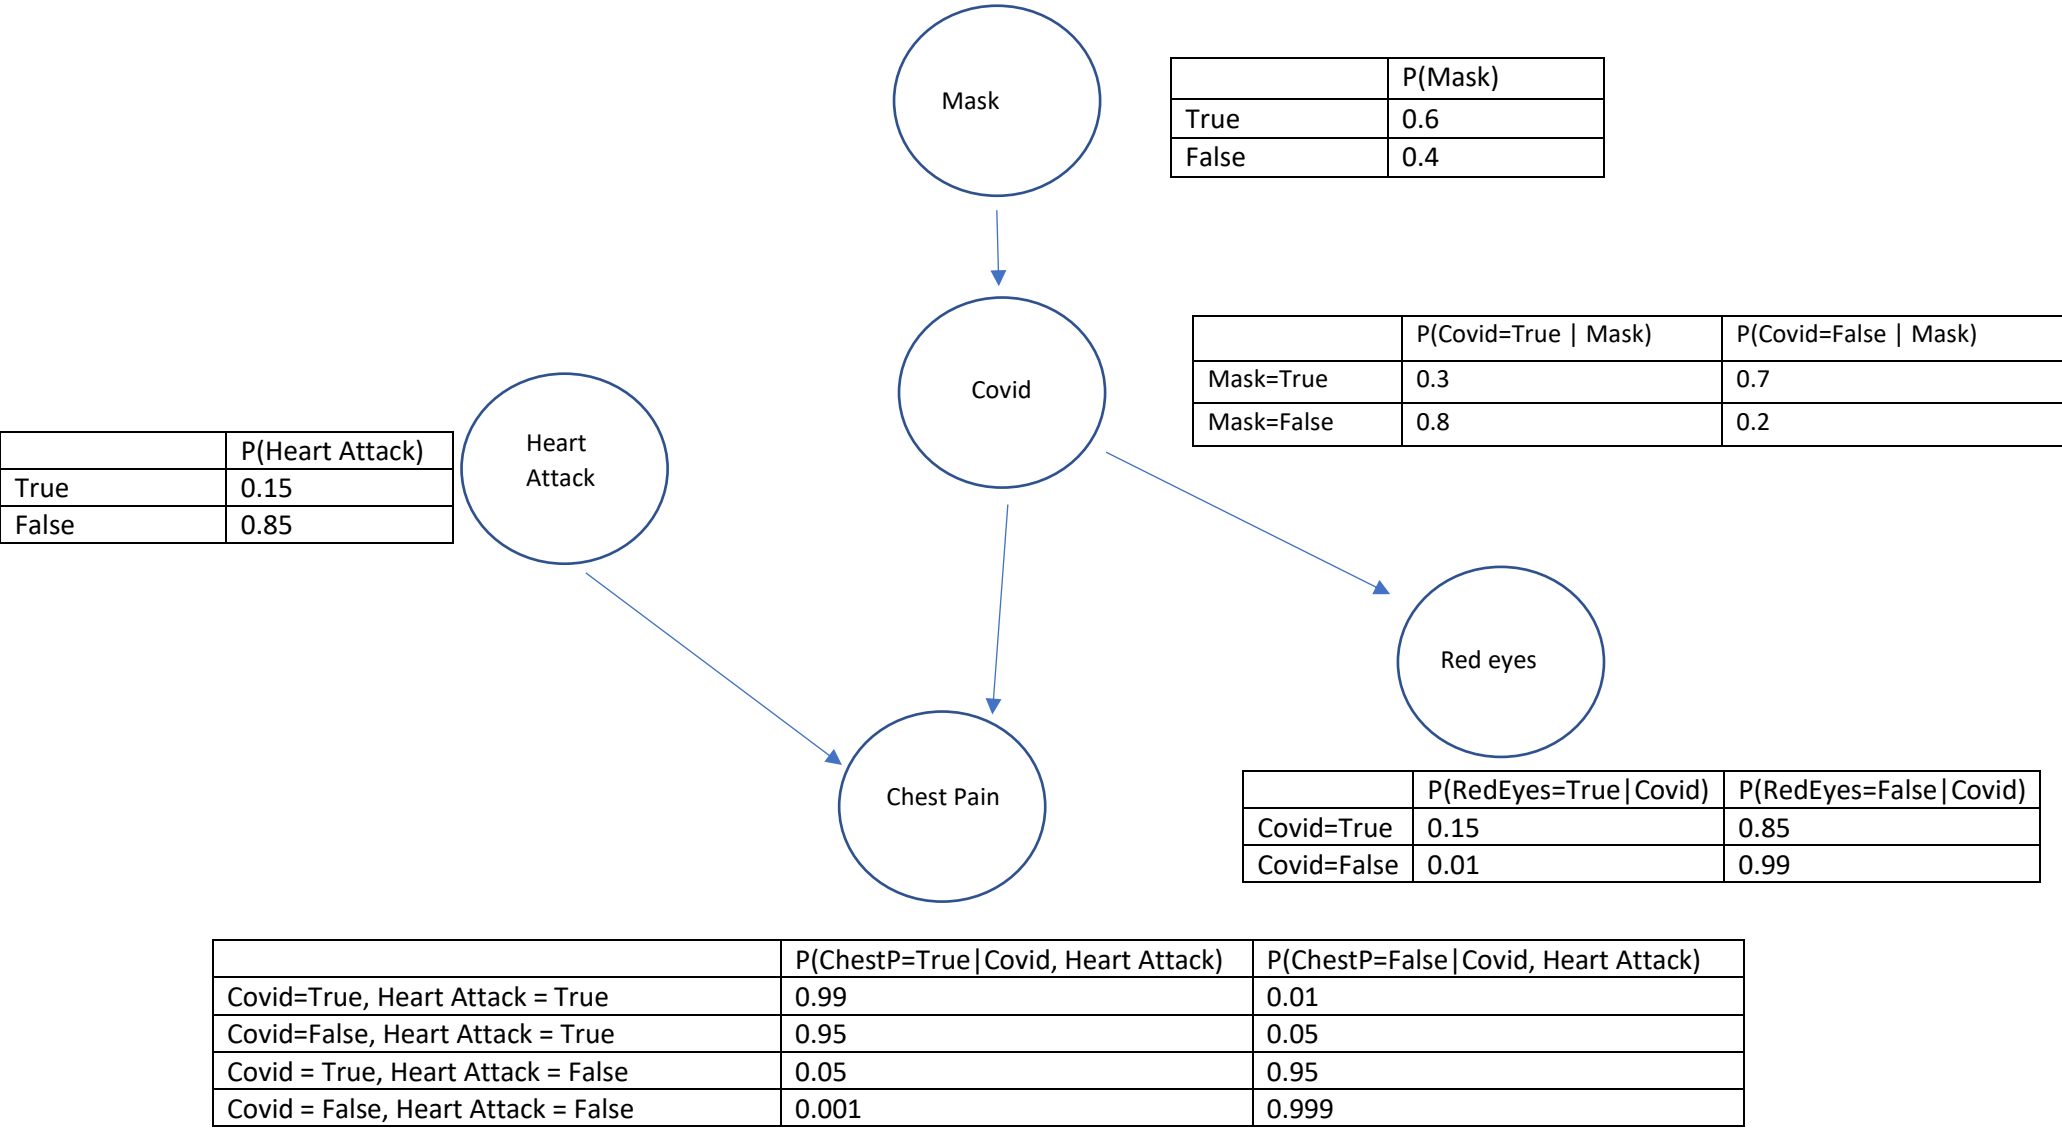 Mask
P(Mask)
True 0.6
False 0.4
Covid
P(Covid=True | Mask) P(Covid=False | Mask)
Mask=True 0.3 0.7
Mask=False 0.8 0.2
Heart
Attack
P(Heart Attack)
True 0.15
False 0.85
Red eyes
Chest Pain
P(RedEyes=True|Covid) P(RedEyes=False|Covid)
Covid=True 0.15 0.85
Covid=False 0.01 0.99
P(ChestP=True|Covid, Heart Attack) P(ChestP=False|Covid, Heart Attack)
Covid=True, Heart Attack = True 0.99 0.01
Covid=False, Heart Attack = True 0.95 0.05
Covid = True, Heart Attack = False 0.05 0.95
Covid = False, Heart Attack = False 0.001 0.999